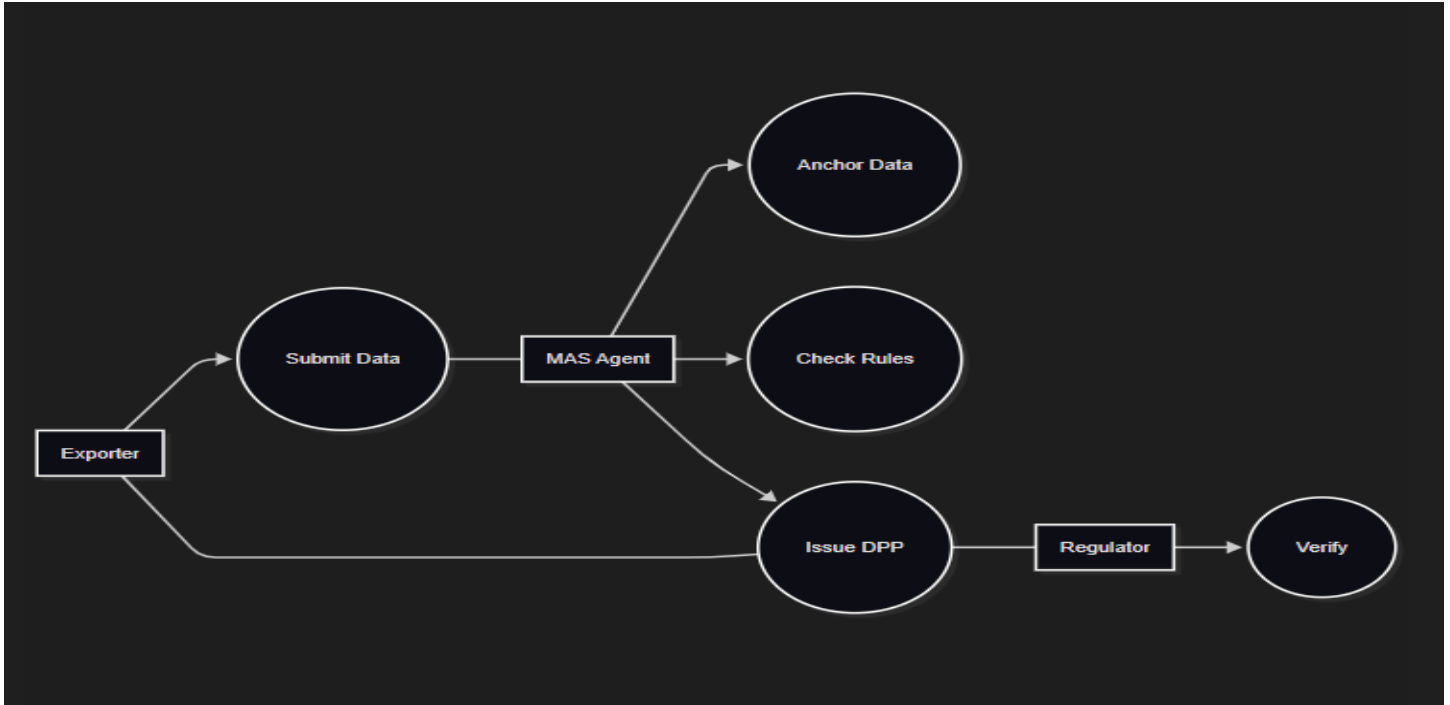 Anchor Data
Submit Data
MAS Agent
Check Rules
Exporter
Issue DPP
Regulator
Verify